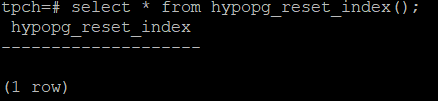 tpch=# select * from hypopg_reset_index();
 hypopg_reset_index
--------------------

(1 row)